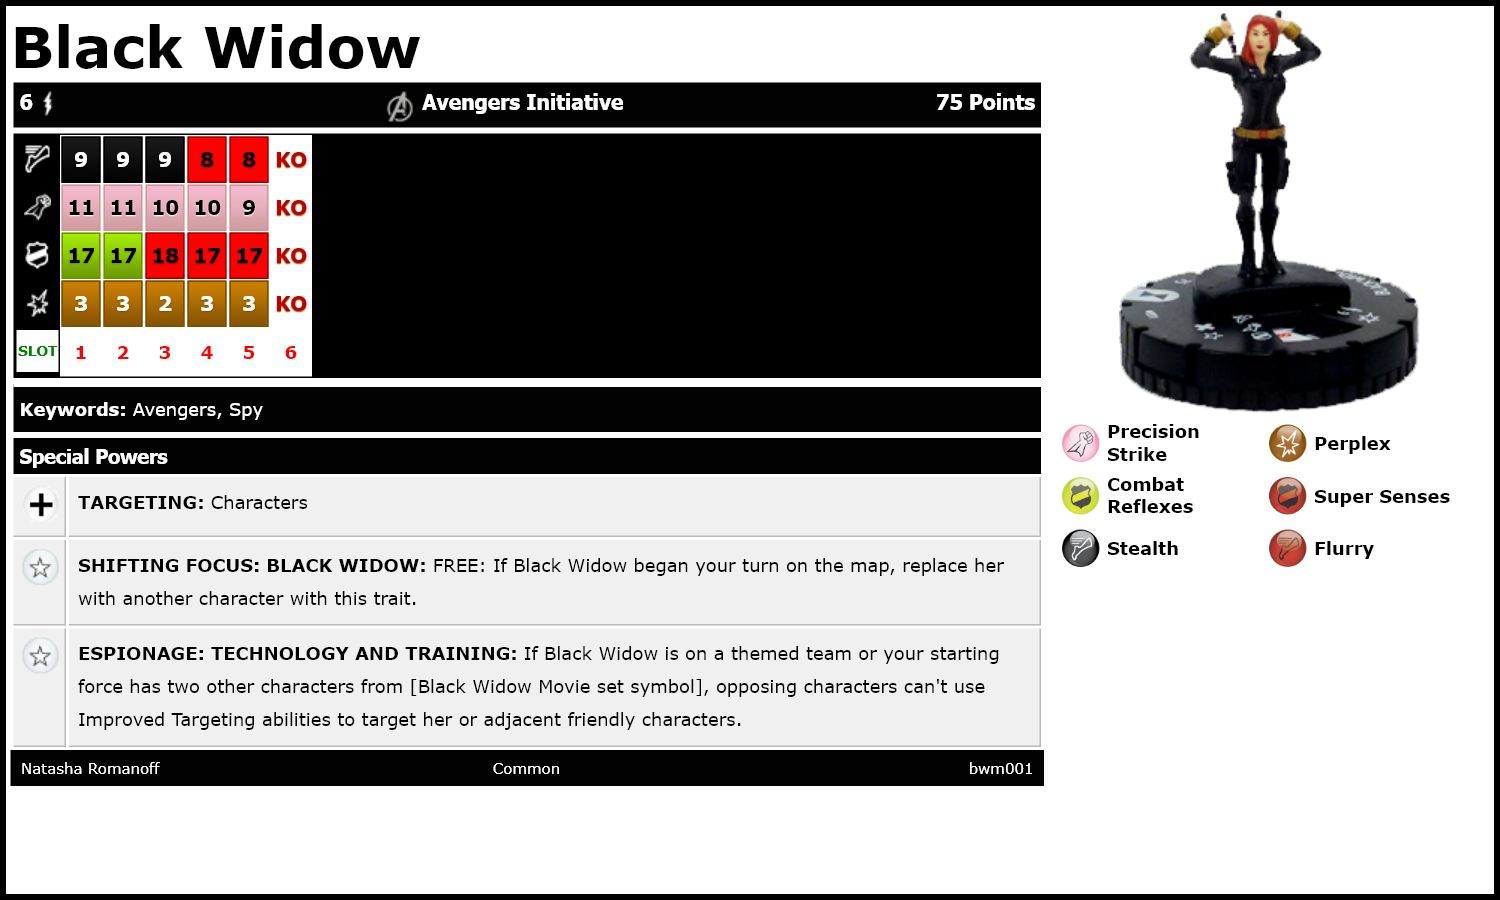 Black Widow
6 Avengers Initiative 75 Points
9 9 9 8 8 KO
11 11 10 10 9 KO
17 17 18 17 17 KO
3 3 2 3 3 KO
SLOT 1 2 3 4 5 6
Keywords: Avengers, Spy
Special Powers
TARGETING: Characters
SHIFTING FOCUS: BLACK WIDOW: FREE: If Black Widow began your turn on the map, replace her
with another character with this trait.
ESPIONAGE: TECHNOLOGY AND TRAINING: If Black Widow is on a themed team or your starting
force has two other characters from [Black Widow Movie set symbol], opposing characters can't use
Improved Targeting abilities to target her or adjacent friendly characters.
Natasha Romanoff Common bwm001
Precision
Strike
Perplex
Combat
Reflexes
Super Senses
Stealth
Flurry